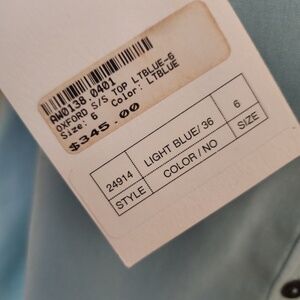 AW0138 0401
OXFORD S/S TOP LTBLUE-6
Size: 6 Color: LTBLUE
$345.00
24914 LIGHT BLUE/ 36 6
STYLE COLOR / NO SIZE